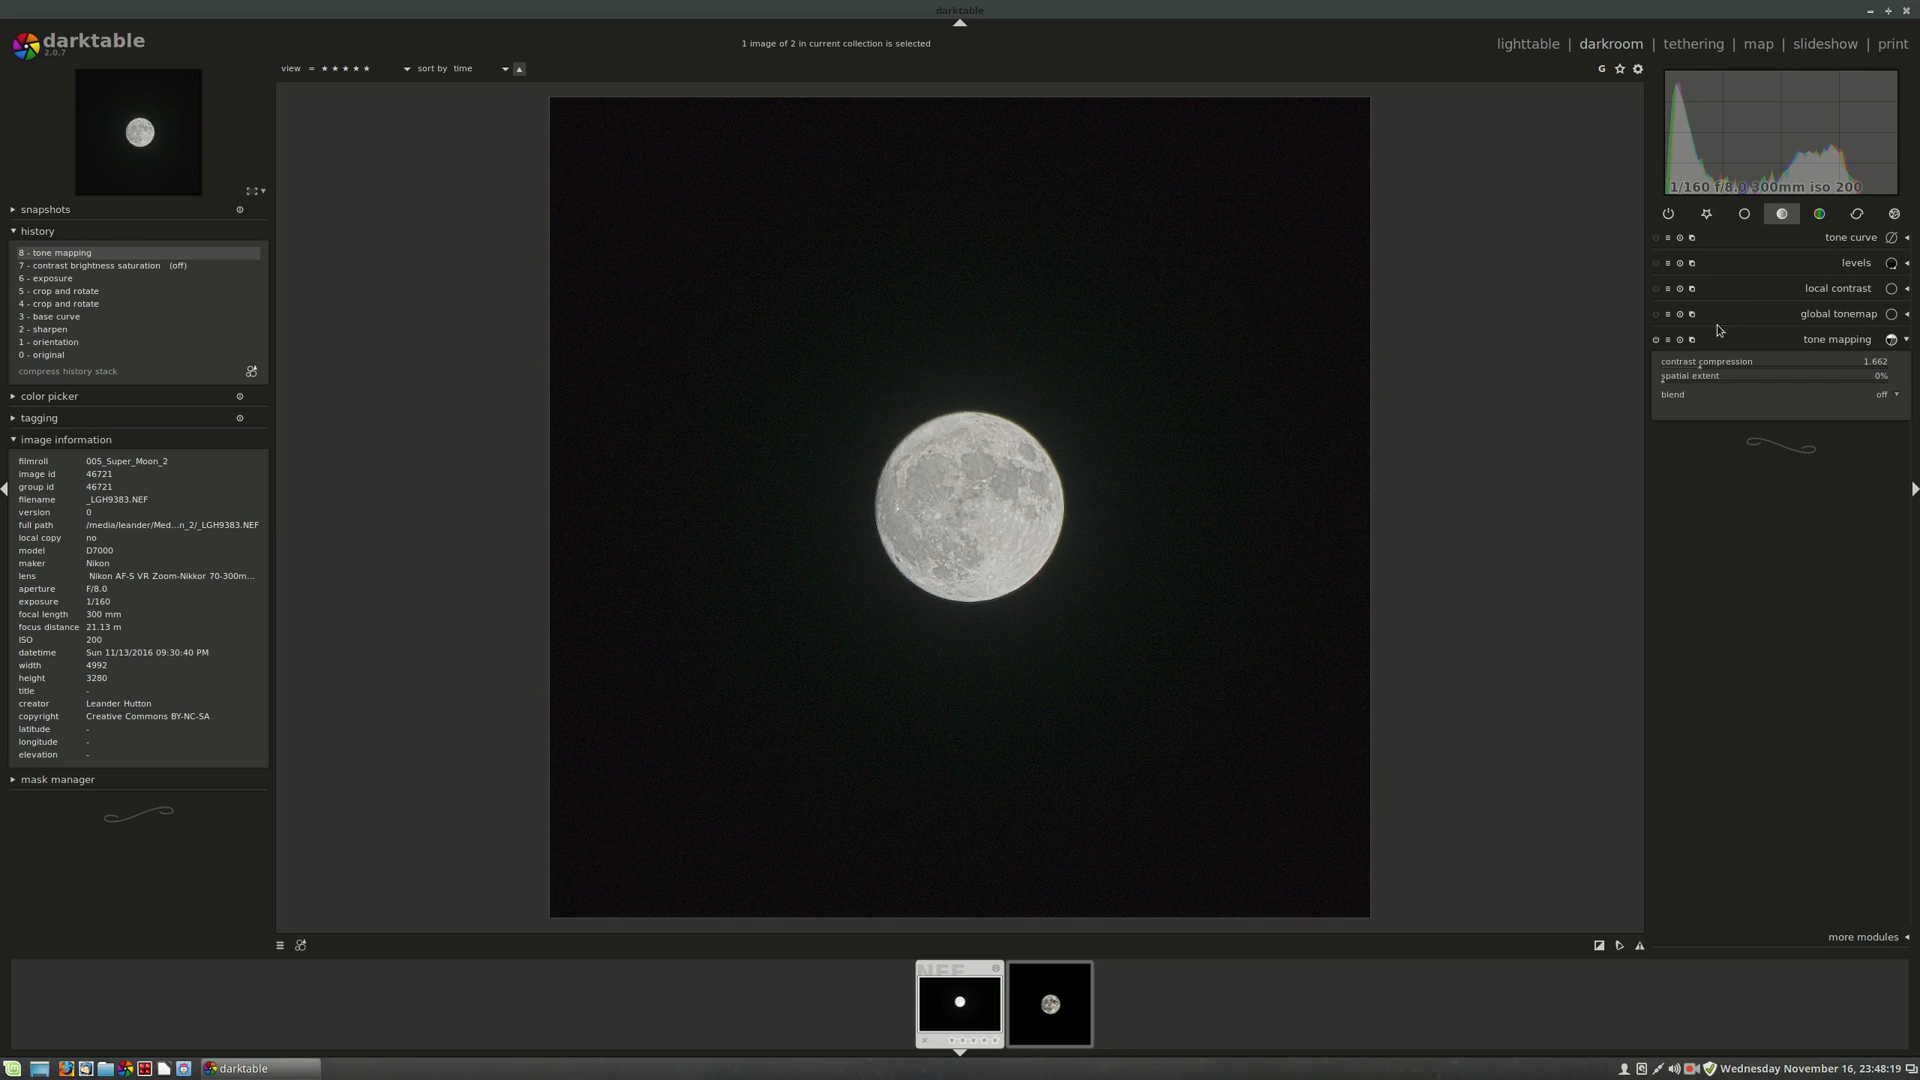 darktable
darktable
2.0.7
1 image of 2 in current collection is selected
lighttable | darkroom | tethering | map | slideshow | print
view = ★ ★ ★ ★ ★ sort by time
G
1/160 f/8.0 300mm iso 200
snapshots
history
8 - tone mapping
7 - contrast brightness saturation (off)
6 - exposure
5 - crop and rotate
4 - crop and rotate
3 - base curve
2 - sharpen
1 - orientation
0 - original
compress history stack
color picker
tagging
image information
filmroll 005_Super_Moon_2
image id 46721
group id 46721
filename _LGH9383.NEF
version 0
full path /media/leander/Med...n_2/_LGH9383.NEF
local copy no
model D7000
maker Nikon
lens Nikon AF-S VR Zoom-Nikkor 70-300m...
aperture F/8.0
exposure 1/160
focal length 300 mm
focus distance 21.13 m
ISO 200
datetime Sun 11/13/2016 09:30:40 PM
width 4992
height 3280
title -
creator Leander Hutton
copyright Creative Commons BY-NC-SA
latitude -
longitude -
elevation -
mask manager
tone curve
levels
local contrast
global tonemap
tone mapping
contrast compression 1.662
spatial extent 0%
blend off
more modules
NEF
darktable
Wednesday November 16, 23:48:19